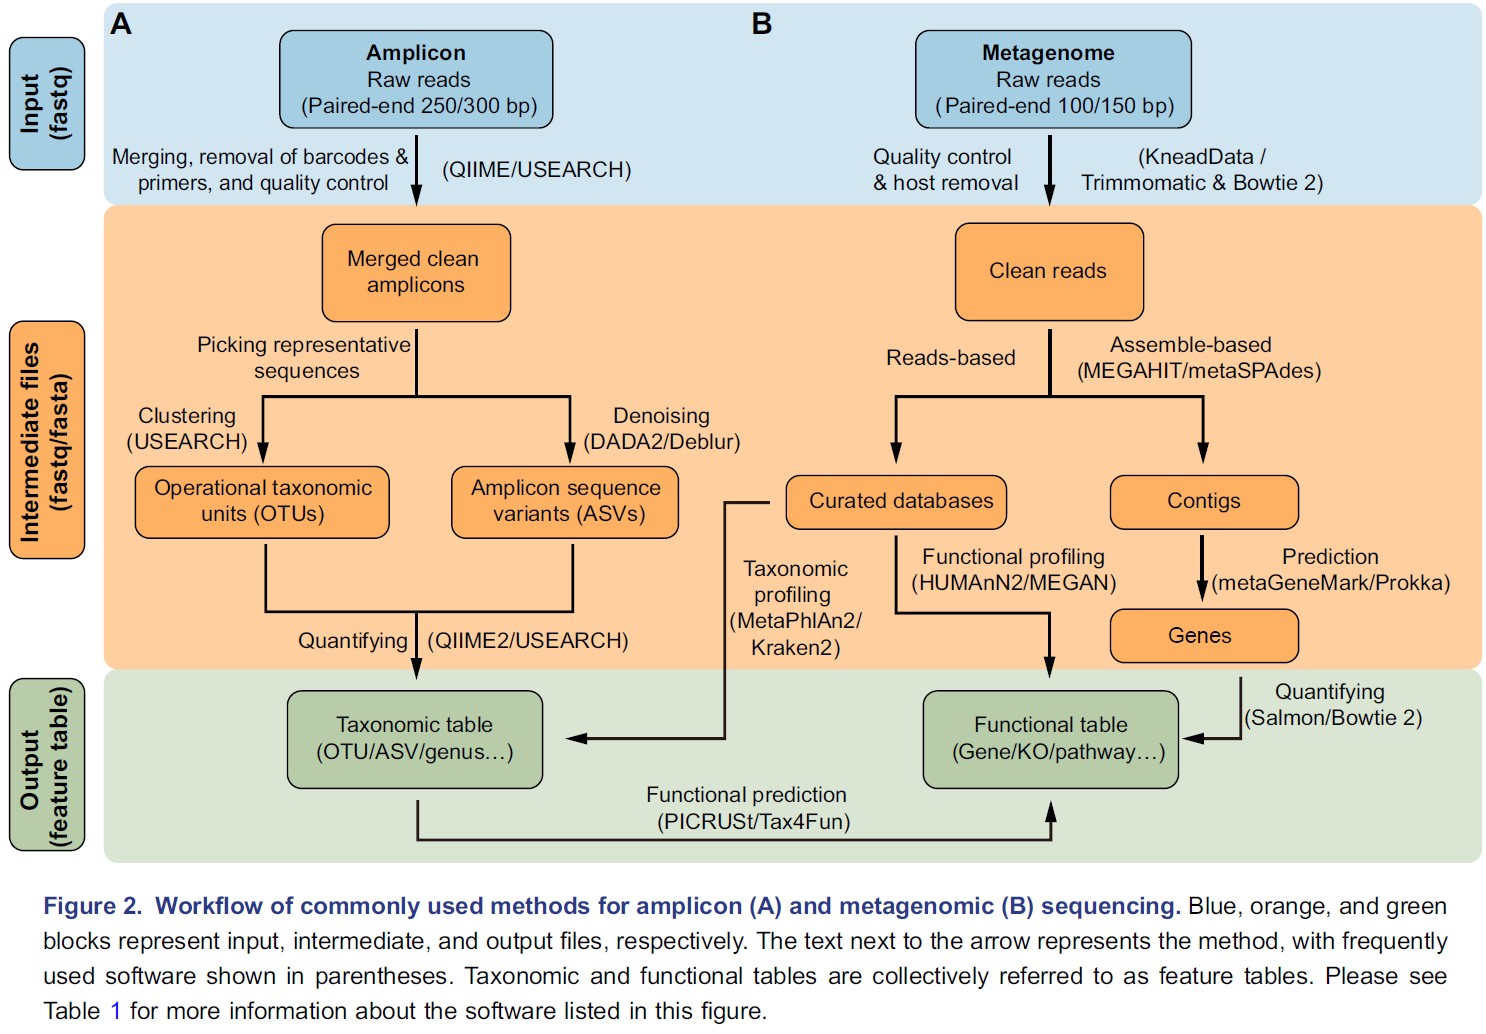 A
B
Input
(fastq)
Amplicon
Raw reads
(Paired-end 250/300 bp)
Metagenome
Raw reads
(Paired-end 100/150 bp)
Merging, removal of barcodes &
primers, and quality control
(QIIME/USEARCH)
Quality control
& host removal
(KneadData /
Trimmomatic & Bowtie 2)
Intermediate files
(fastq/fasta)
Merged clean
amplicons
Clean reads
Picking representative
sequences
Reads-based
Assemble-based
(MEGAHIT/metaSPAdes)
Clustering
(USEARCH)
Denoising
(DADA2/Deblur)
Operational taxonomic
units (OTUs)
Amplicon sequence
variants (ASVs)
Curated databases
Contigs
Taxonomic
profiling
(MetaPhlAn2/
Kraken2)
Functional profiling
(HUMAnN2/MEGAN)
Prediction
(metaGeneMark/Prokka)
Genes
Quantifying
(QIIME2/USEARCH)
Output
(feature table)
Taxonomic table
(OTU/ASV/genus...)
Functional table
(Gene/KO/pathway...)
Quantifying
(Salmon/Bowtie 2)
Functional prediction
(PICRUSt/Tax4Fun)
Figure 2. Workflow of commonly used methods for amplicon (A) and metagenomic (B) sequencing. Blue, orange, and green
blocks represent input, intermediate, and output files, respectively. The text next to the arrow represents the method, with frequently
used software shown in parentheses. Taxonomic and functional tables are collectively referred to as feature tables. Please see
Table 1 for more information about the software listed in this figure.